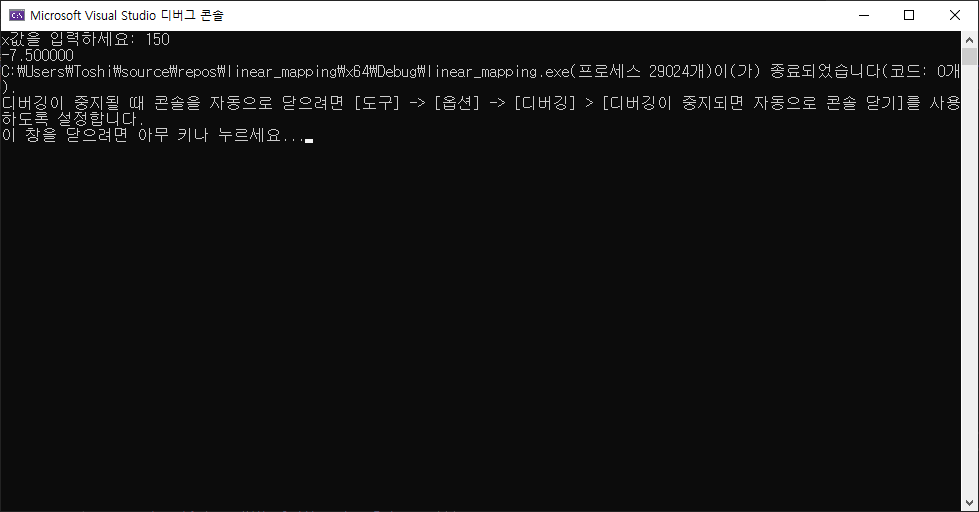 Microsoft Visual Studio 디버그 콘솔
x값을 입력하세요: 150
-7.500000
C:₩Users₩Toshi₩source₩repos₩linear_mapping₩x64₩Debug₩linear_mapping.exe(프로세스 29024개)이(가) 종료되었습니다(코드: 0개
).
디버깅이 중지될 때 콘솔을 자동으로 닫으려면 [도구] -> [옵션] -> [디버깅] > [디버깅이 중지되면 자동으로 콘솔 닫기]를 사용
하도록 설정합니다.
이 창을 닫으려면 아무 키나 누르세요...